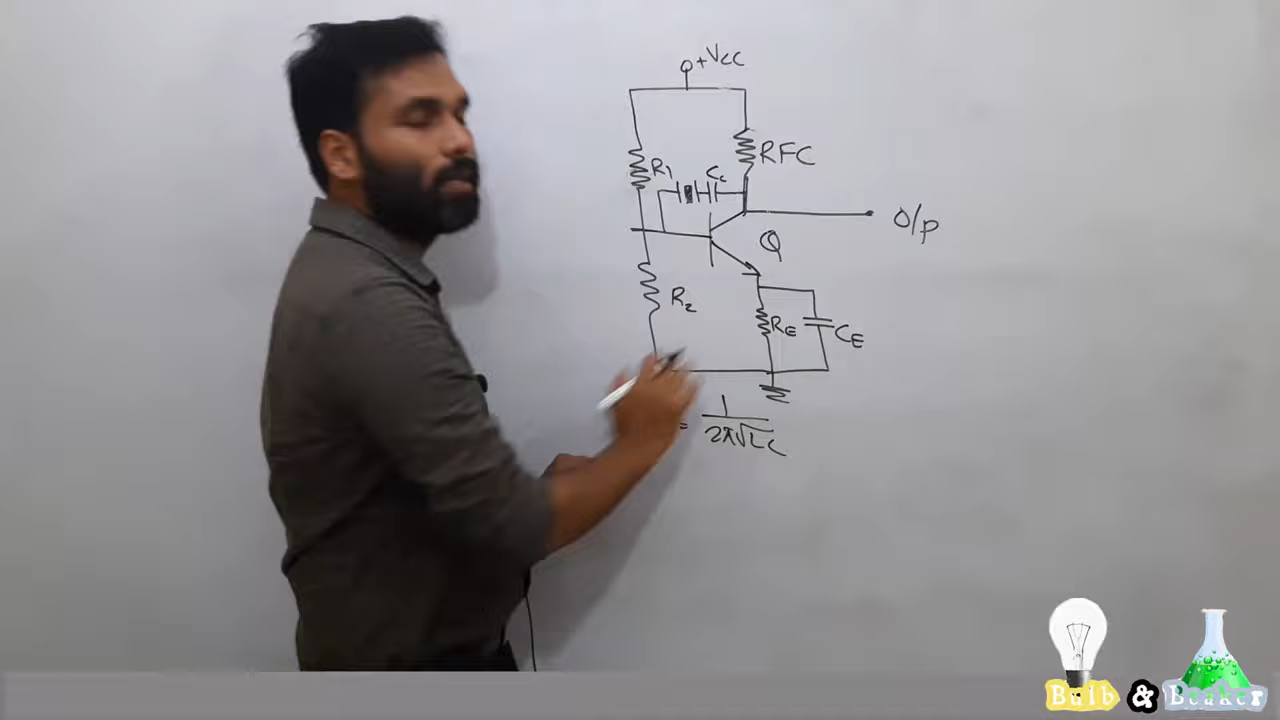 +Vcc
RFC
R1
Cc
O/p
Q
R2
RE
CE
= 1
2π√LC
Bulb & Beaker